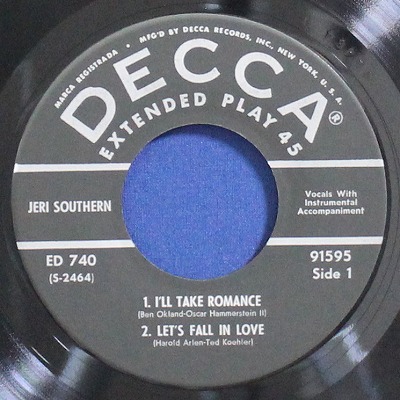 MARCA REGISTRADA • MFG'D BY DECCA RECORDS, INC., NEW YORK, U.S.A.
DECCA®
EXTENDED PLAY 45
JERI SOUTHERN
Vocals With
Instrumental
Accompaniment
ED 740
(S-2464)
91595
Side 1
1. I'LL TAKE ROMANCE
(Ben Okland-Oscar Hammerstein II)
2. LET'S FALL IN LOVE
(Harold Arlen-Ted Koehler)